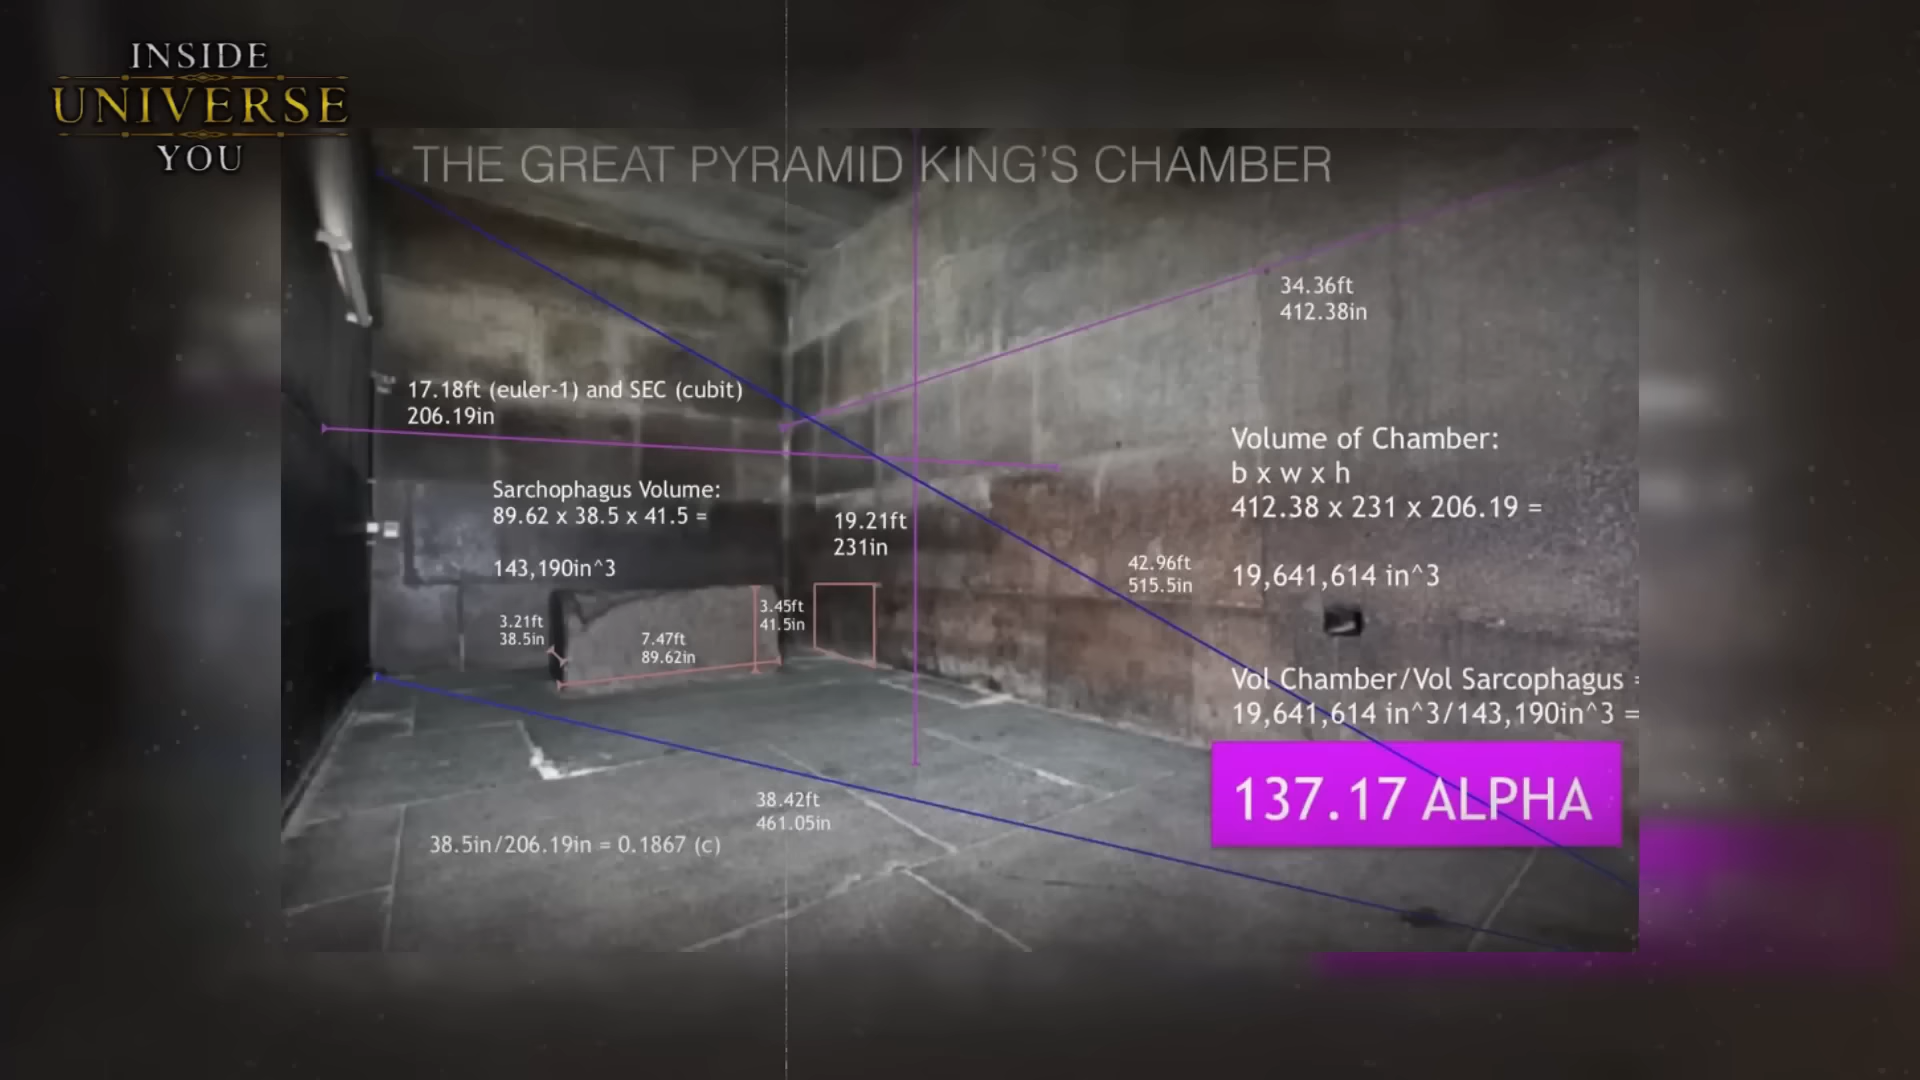 INSIDE
UNIVERSE
YOU
THE GREAT PYRAMID KING'S CHAMBER
34.36ft
412.38in
17.18ft (euler-1) and SEC (cubit)
206.19in
Volume of Chamber:
b x w x h
412.38 x 231 x 206.19 =
19,641,614 in^3
Sarchophagus Volume:
89.62 x 38.5 x 41.5 =
143,190in^3
19.21ft
231in
42.96ft
515.5in
3.21ft
38.5in
7.47ft
89.62in
3.45ft
41.5in
Vol Chamber/Vol Sarcophagus =
19,641,614 in^3/143,190in^3 =
137.17 ALPHA
38.42ft
461.05in
38.5in/206.19in = 0.1867 (c)